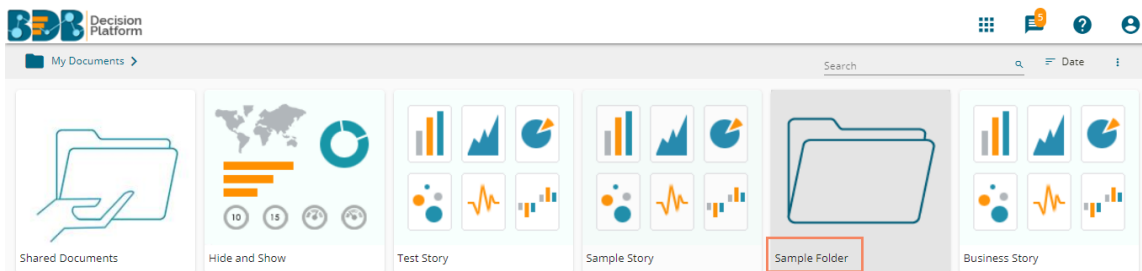 BDB Decision Platform
5
?
My Documents
Search
Date
10 15
Shared Documents
Hide and Show
Test Story
Sample Story
Sample Folder
Business Story